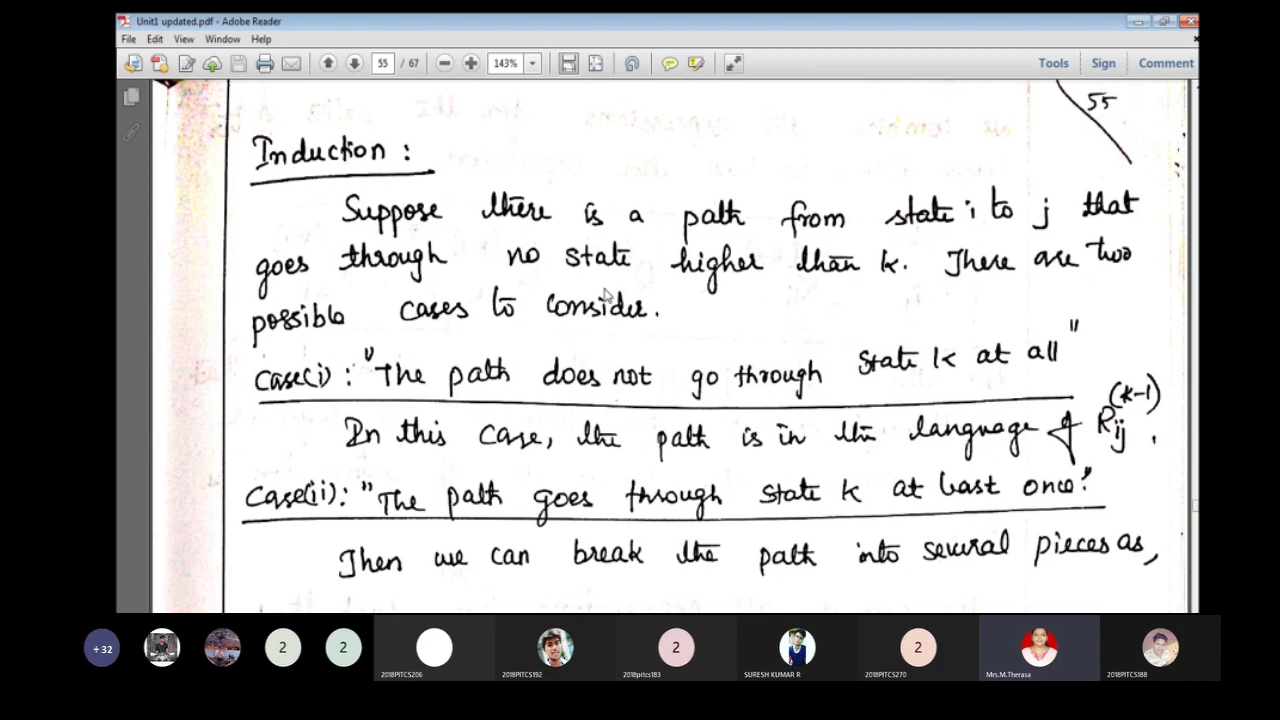 Unit1 updated.pdf - Adobe Reader
File Edit View Window Help
55 / 67 143% Tools Sign Comment
55
Induction :
Suppose there is a path from state i to j that
goes through no state higher than k. There are two
possible cases to consider.
Case(i) : "The path does not go through state k at all"
In this case, the path is in the language of Rij(k-1).
Case(ii): "The path goes through state k at least once."
Then we can break the path into several pieces as,
+32 2 2 2 2
2018PITCS206 2018PITCS192 2018pitcs183 SURESH KUMAR R 2018PITCS270 Mrs.M.Therasa 2018PITCS188